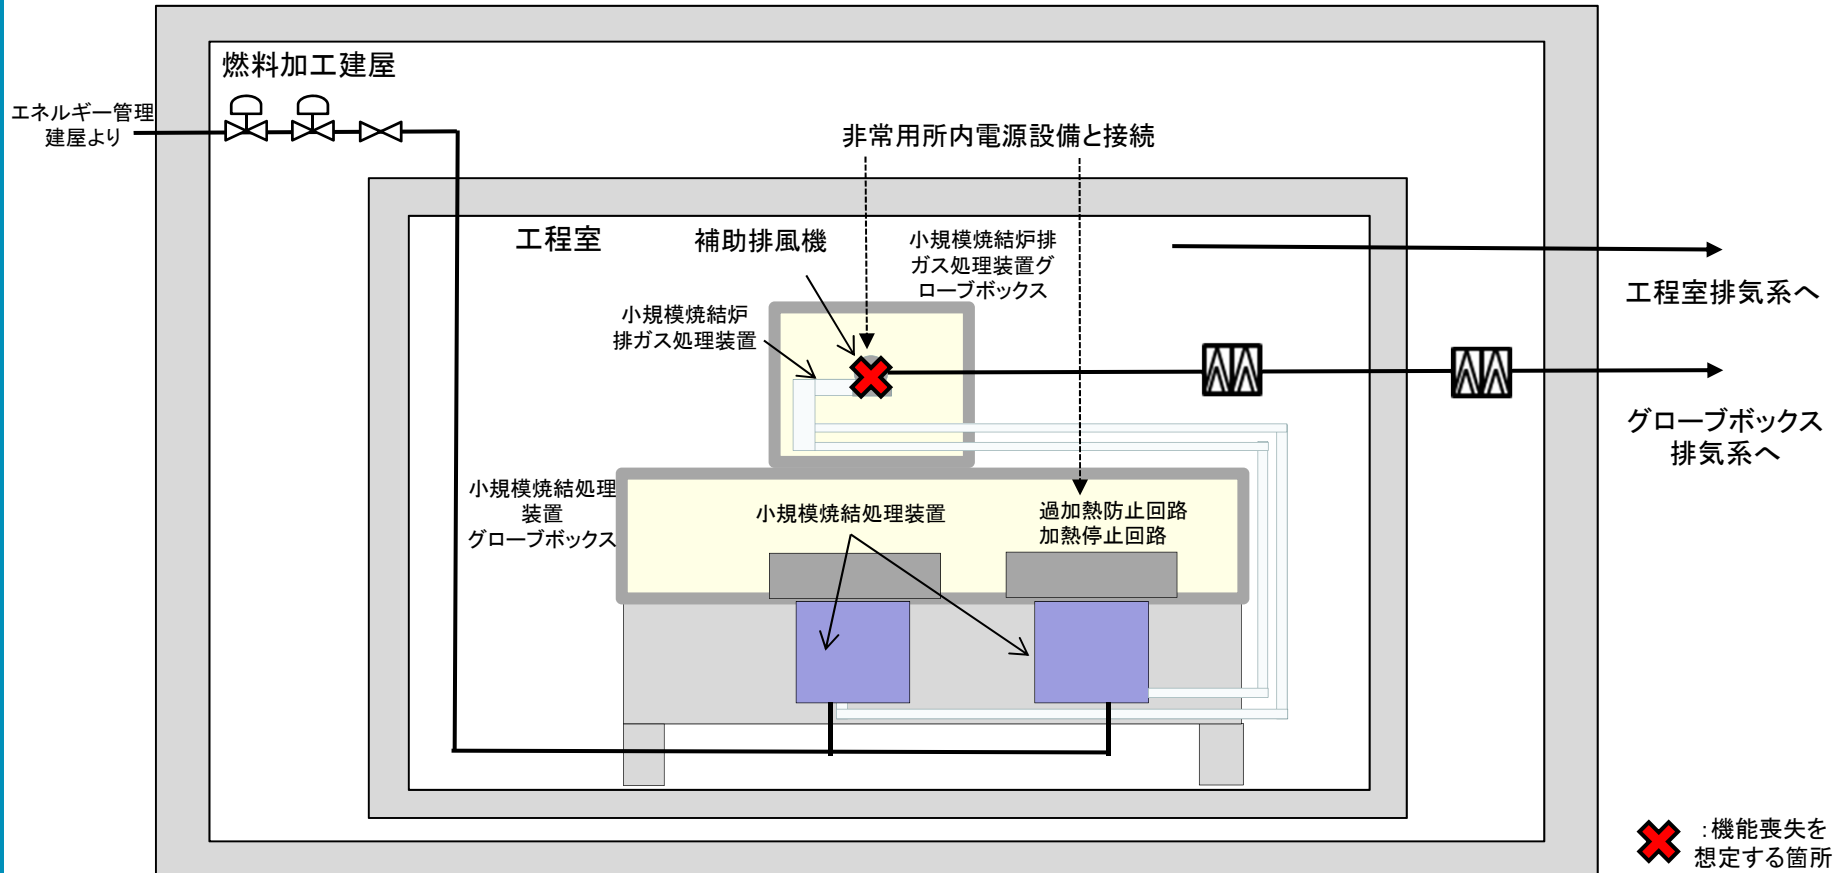 燃料加工建屋
エネルギー管理
建屋より
非常用所内電源設備と接続
工程室
補助排風機
小規模焼結炉排
ガス処理装置グ
ローブボックス
小規模焼結炉
排ガス処理装置
工程室排気系へ
グローブボックス
排気系へ
小規模焼結処理
装置
グローブボックス
小規模焼結処理装置
過加熱防止回路
加熱停止回路
:機能喪失を
想定する箇所